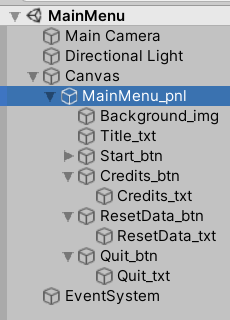 MainMenu
Main Camera
Directional Light
Canvas
MainMenu_pnl
Background_img
Title_txt
Start_btn
Credits_btn
Credits_txt
ResetData_btn
ResetData_txt
Quit_btn
Quit_txt
EventSystem